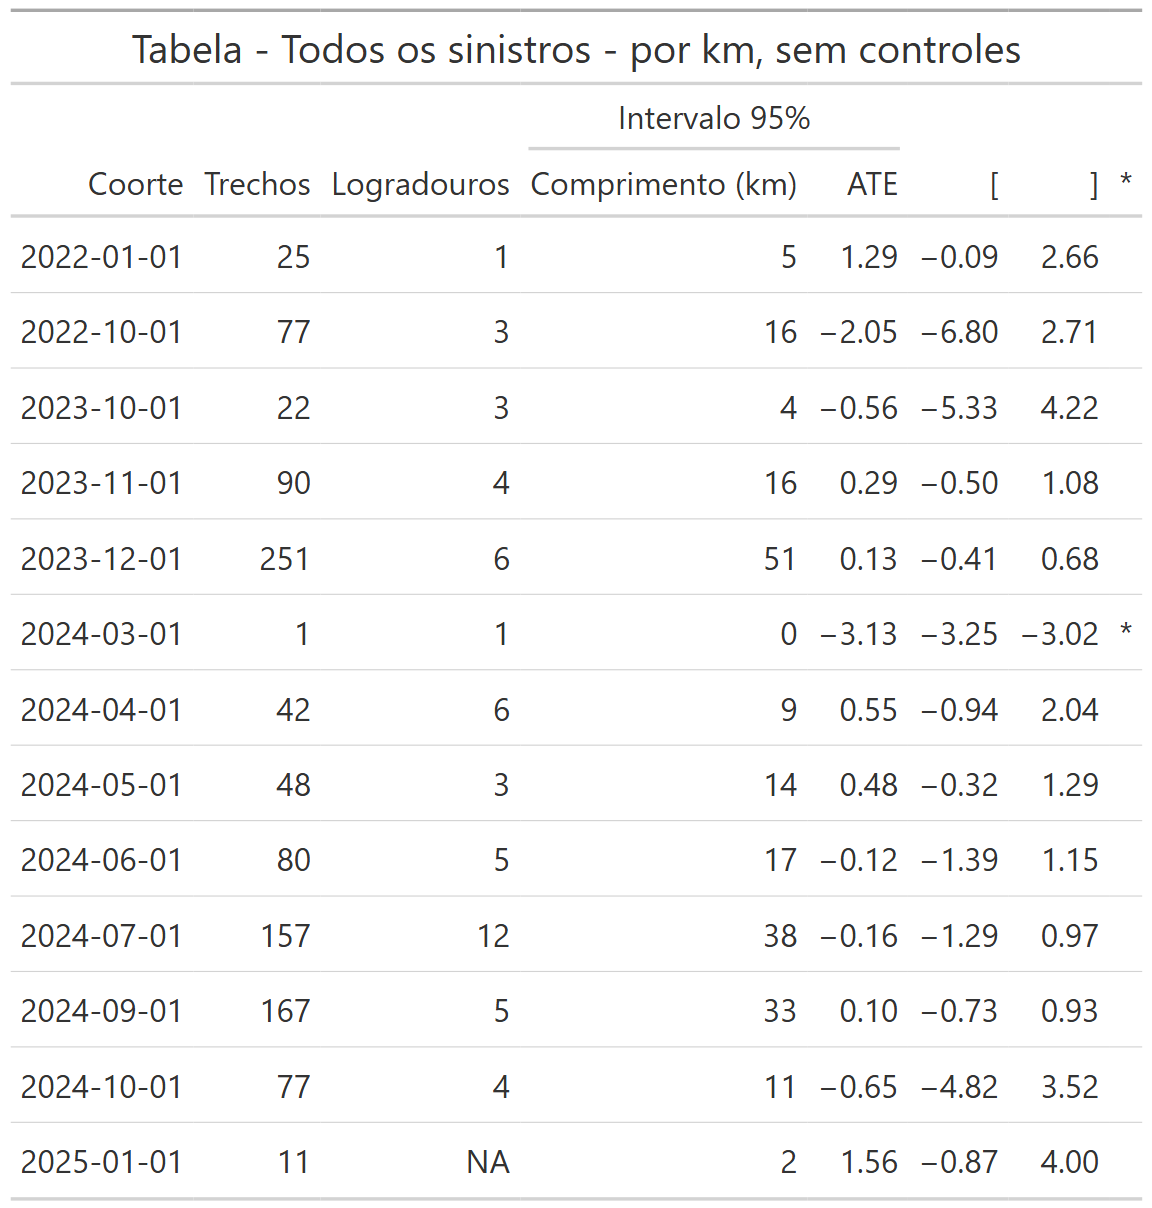 Tabela - Todos os sinistros - por km, sem controles
Intervalo 95%
Coorte Trechos Logradouros Comprimento (km) ATE [ ] *
2022-01-01 25 1 5 1.29 −0.09 2.66
2022-10-01 77 3 16 −2.05 −6.80 2.71
2023-10-01 22 3 4 −0.56 −5.33 4.22
2023-11-01 90 4 16 0.29 −0.50 1.08
2023-12-01 251 6 51 0.13 −0.41 0.68
2024-03-01 1 1 0 −3.13 −3.25 −3.02 *
2024-04-01 42 6 9 0.55 −0.94 2.04
2024-05-01 48 3 14 0.48 −0.32 1.29
2024-06-01 80 5 17 −0.12 −1.39 1.15
2024-07-01 157 12 38 −0.16 −1.29 0.97
2024-09-01 167 5 33 0.10 −0.73 0.93
2024-10-01 77 4 11 −0.65 −4.82 3.52
2025-01-01 11 NA 2 1.56 −0.87 4.00